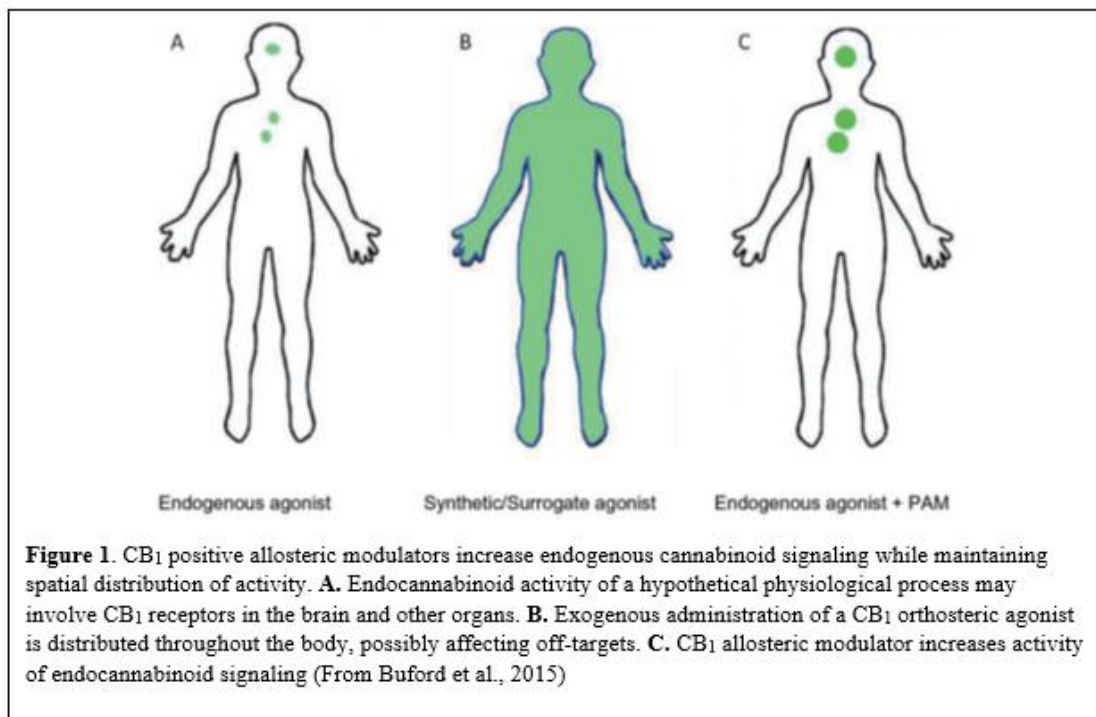 A B C
Endogenous agonist Synthetic/Surrogate agonist Endogenous agonist + PAM
Figure 1. CB₁ positive allosteric modulators increase endogenous cannabinoid signaling while maintaining
spatial distribution of activity. A. Endocannabinoid activity of a hypothetical physiological process may
involve CB₁ receptors in the brain and other organs. B. Exogenous administration of a CB₁ orthosteric agonist
is distributed throughout the body, possibly affecting off-targets. C. CB₁ allosteric modulator increases activity
of endocannabinoid signaling (From Buford et al., 2015)